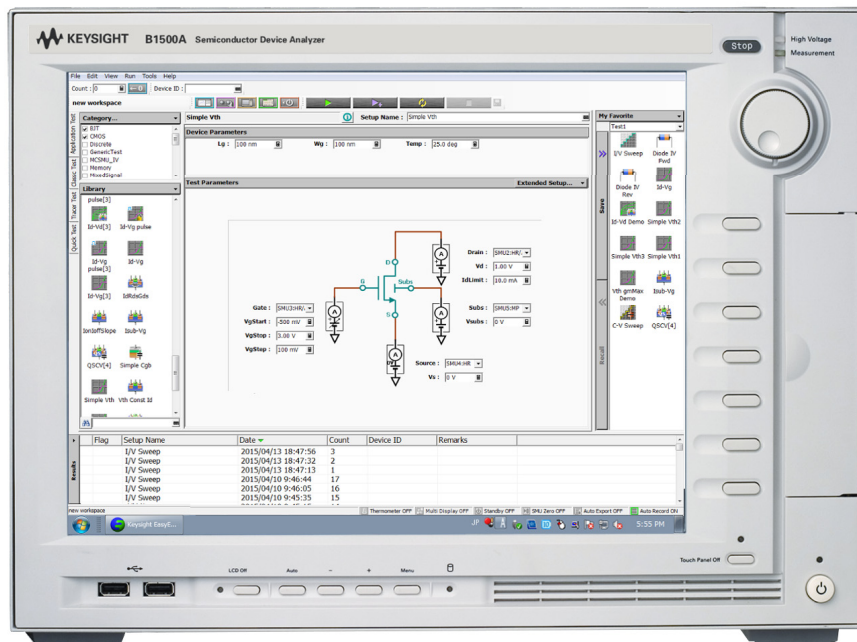 KEYSIGHT B1500A Semiconductor Device Analyzer
Stop
High Voltage
Measurement
File Edit View Run Tools Help
Count : 0 Device ID :
new workspace
Application Test
Classic Test
Tracer Test
Quick Test
Category...
BJT
CMOS
Discrete
GenericTest
MCSMU_IV
Memory
MixedSignal
Library
pulse[3]
Id-Vd[3] Id-Vg pulse
Id-Vg pulse[3] Id-Vg
Id-Vg[3] IdRdsGds
IonIoffSlope Isub-Vg
QSCV[4] Simple Cgb
Simple Vth Vth Const Id
Simple Vth Setup Name : Simple Vth
Device Parameters
Lg : 100 nm Wg : 100 nm Temp : 25.0 deg
Test Parameters Extended Setup...
Drain : SMU2:HR/
Vd : 1.00 V
IdLimit : 10.0 mA
D
G
Subs
S
A
A
A
A
Gate : SMU3:HR/
VgStart : -500 mV
VgStop : 3.00 V
VgStep : 100 mV
Subs : SMU5:MP
Vsubs : 0 V
Source : SMU4:HR
Vs : 0 V
Save
Recall
My Favorite
Test1
I/V Sweep Diode IV Fwd
Diode IV Rev Id-Vg
Id-Vd Demo Simple Vth2
Simple Vth3 Simple Vth1
Vth gmMax Demo Isub-Vg
C-V Sweep QSCV[4]
Results
Flag Setup Name Date Count Device ID Remarks
I/V Sweep 2015/04/13 18:47:56 3
I/V Sweep 2015/04/13 18:47:32 2
I/V Sweep 2015/04/13 18:47:13 1
I/V Sweep 2015/04/10 9:46:44 17
I/V Sweep 2015/04/10 9:46:05 16
I/V Sweep 2015/04/10 9:45:35 15
new workspace Thermometer OFF Multi Display OFF Standby OFF SMU Zero OFF Auto Export OFF Auto Record ON
Keysight EasyE... JP 5:55 PM
Touch Panel Off
LCD Off Auto − + Menu